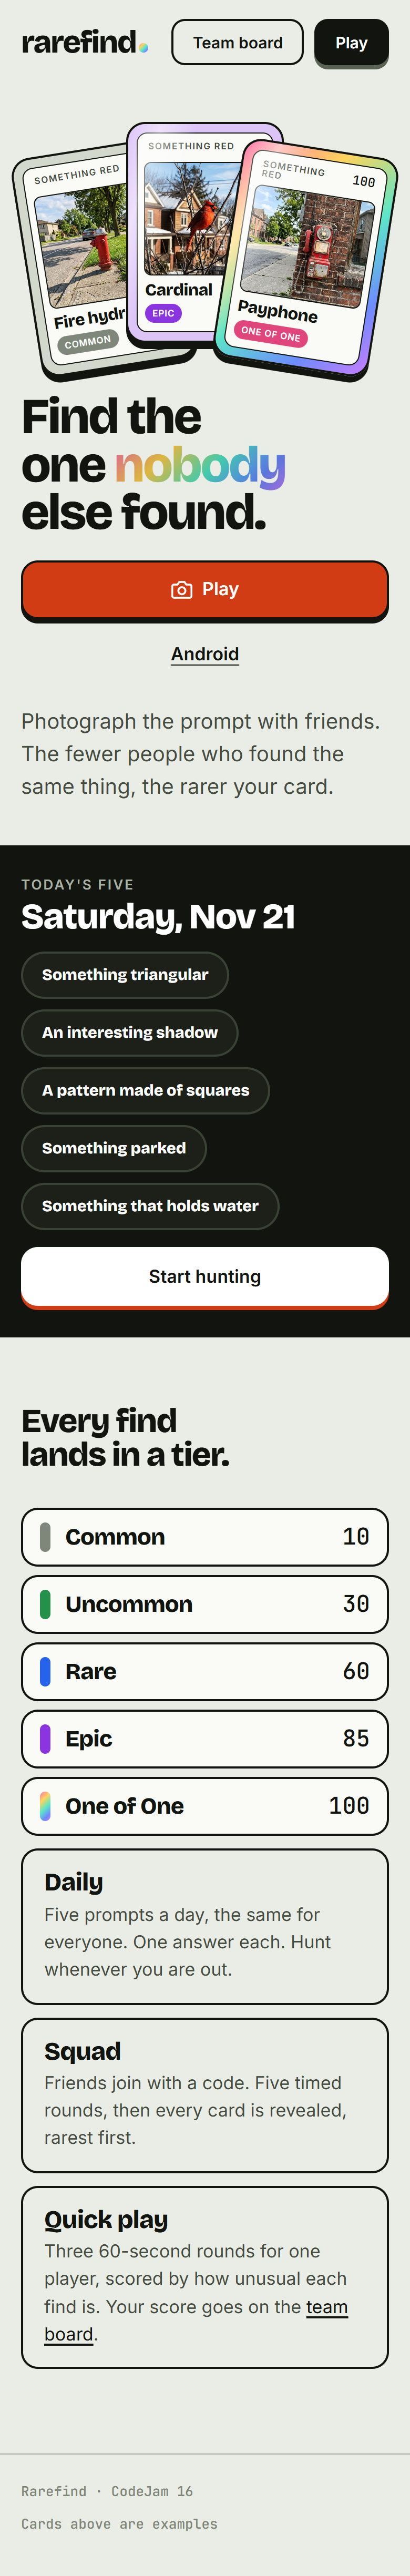 rarefind.
Team board
Play
SOMETHING RED
Fire hydr
COMMON
SOMETHING RED
Cardinal
EPIC
SOMETHING
RED
100
Payphone
ONE OF ONE
Find the
one nobody
else found.
Play
Android
Photograph the prompt with friends.
The fewer people who found the
same thing, the rarer your card.
TODAY'S FIVE
Saturday, Nov 21
Something triangular
An interesting shadow
A pattern made of squares
Something parked
Something that holds water
Start hunting
Every find
lands in a tier.
Common 10
Uncommon 30
Rare 60
Epic 85
One of One 100
Daily
Five prompts a day, the same for
everyone. One answer each. Hunt
whenever you are out.
Squad
Friends join with a code. Five timed
rounds, then every card is revealed,
rarest first.
Quick play
Three 60-second rounds for one
player, scored by how unusual each
find is. Your score goes on the team
board.
Rarefind · CodeJam 16
Cards above are examples